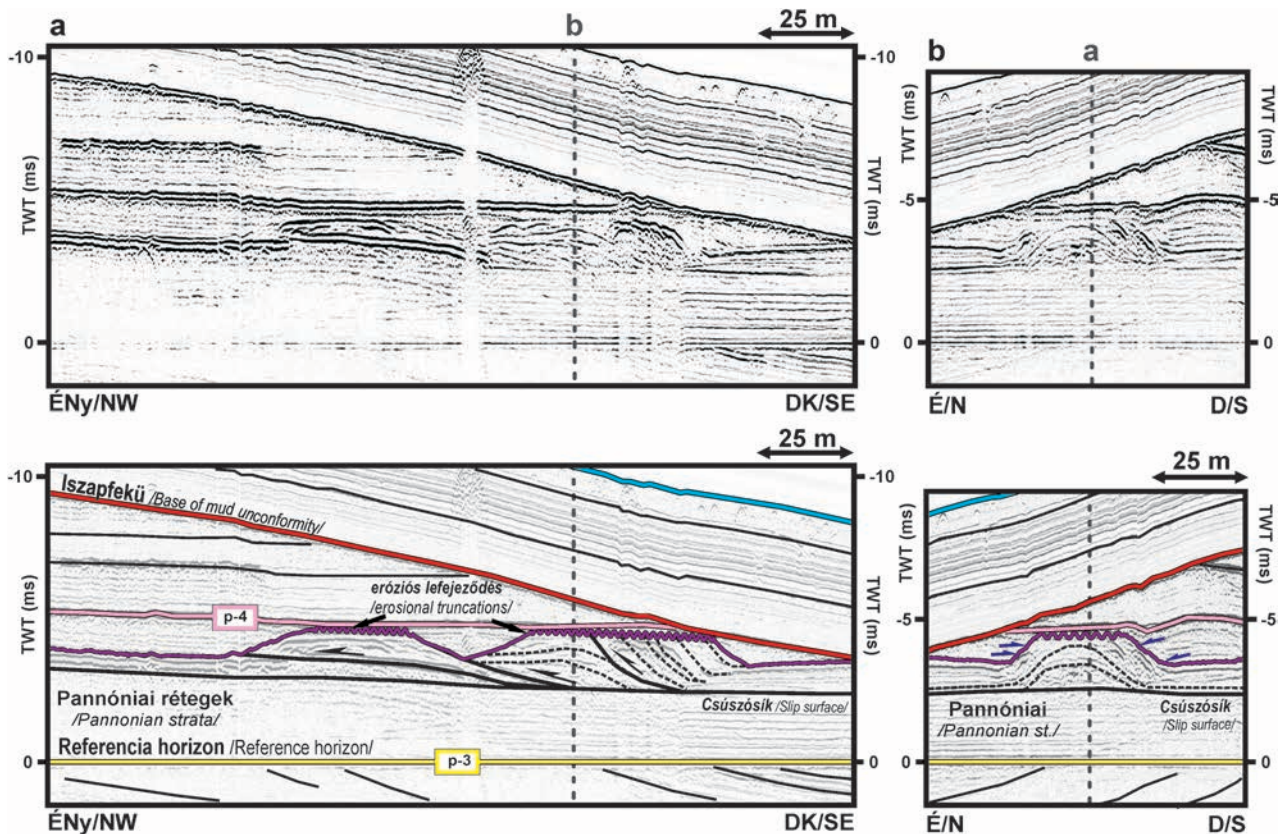 a
b
25 m
-10
-10
TWT (ms)
TWT (ms)
0
0
ÉNy/NW
DK/SE
b
a
TWT (ms)
TWT (ms)
-5
-5
0
0
É/N
D/S
25 m
-10
-10
Iszapfekü /Base of mud unconformity/
eróziós lefejeződés
/erosional truncations/
p-4
TWT (ms)
TWT (ms)
Pannóniai rétegek
/Pannonian strata/
Csúszósík /Slip surface/
Referencia horizon /Reference horizon/
p-3
0
0
ÉNy/NW
DK/SE
25 m
TWT (ms)
TWT (ms)
-5
-5
Pannóniai
/Pannonian st./
Csúszósík
/Slip surface/
0
0
É/N
D/S